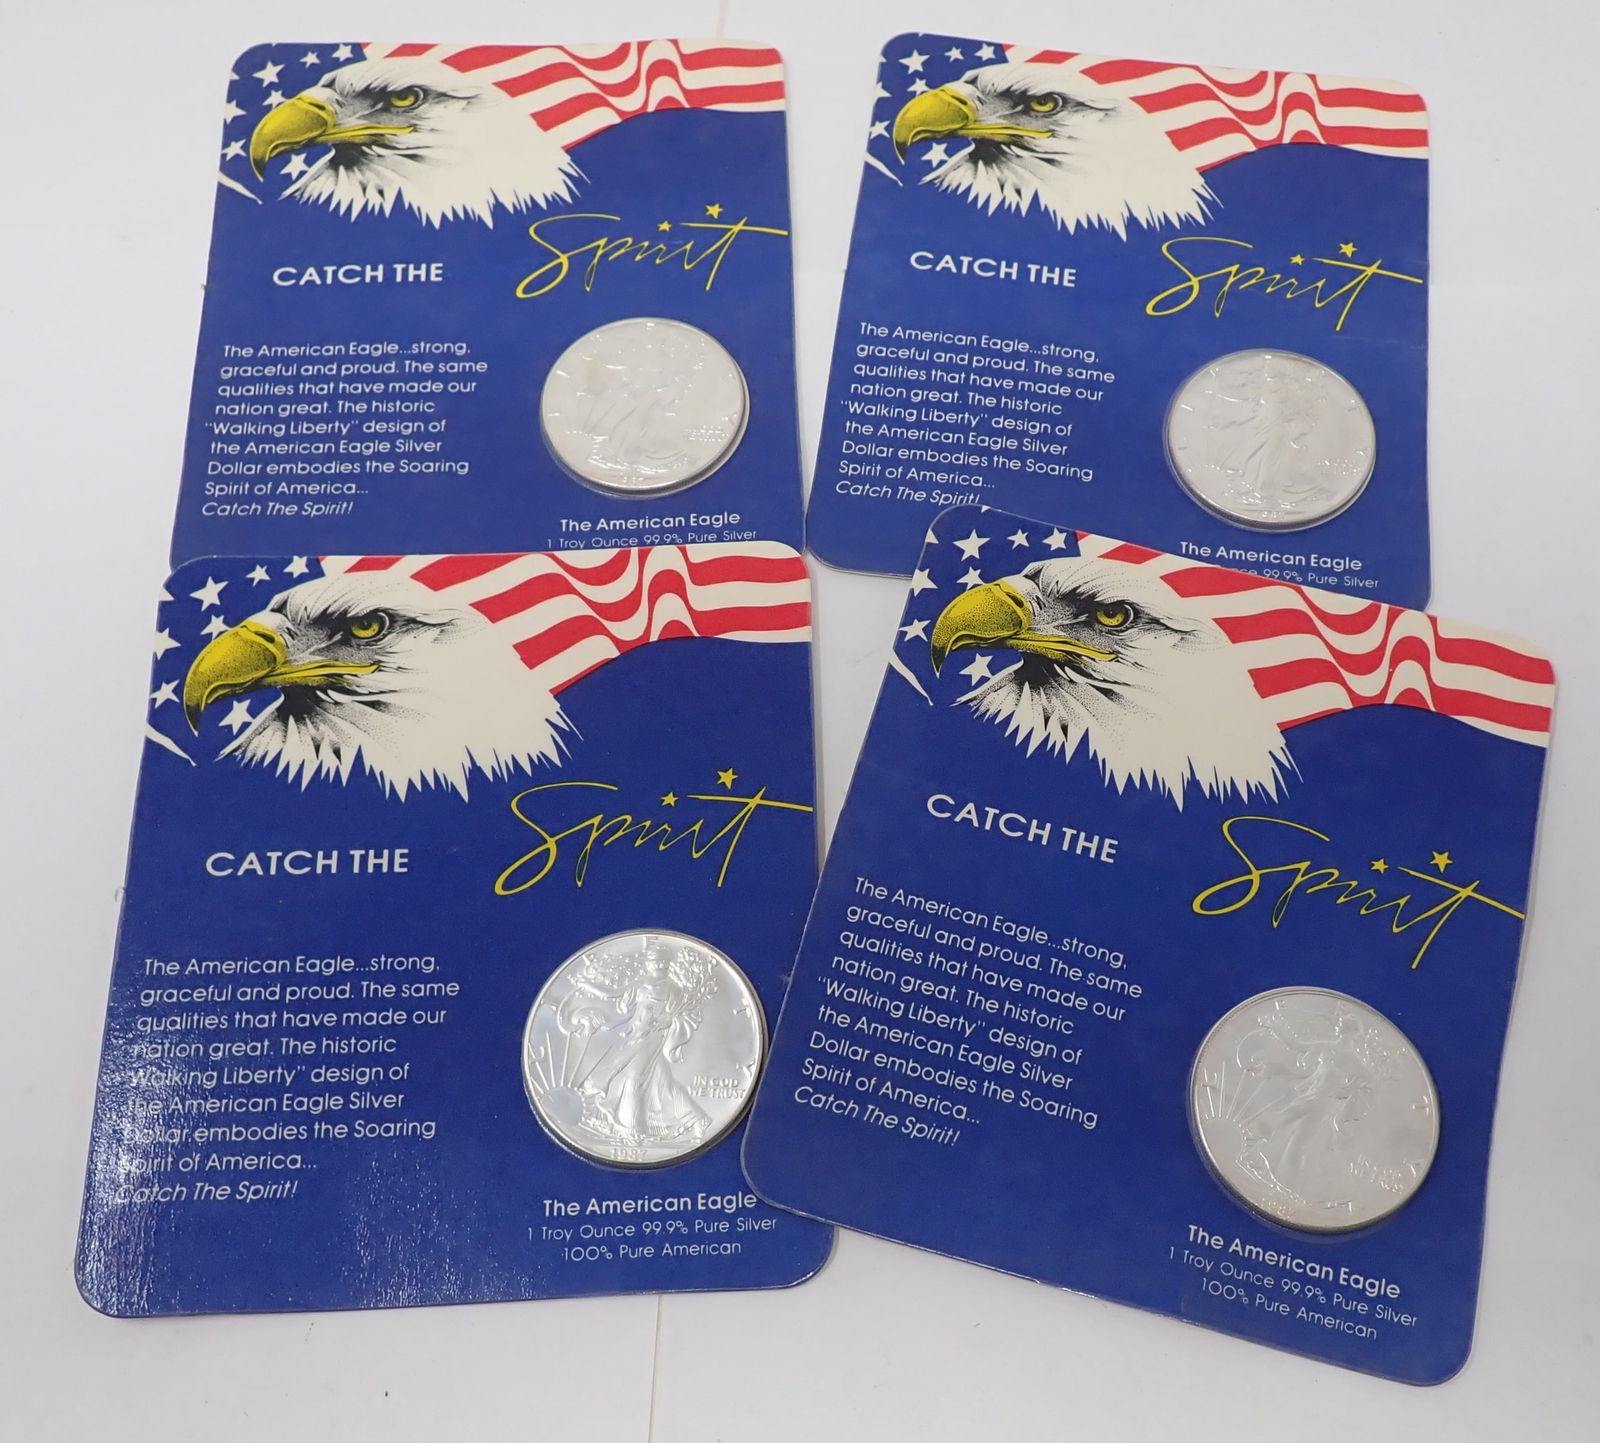 CATCH THE Spirit
The American Eagle...strong,
graceful and proud. The same
qualities that have made our
nation great. The historic
"Walking Liberty" design of
the American Eagle Silver
Dollar embodies the Soaring
Spirit of America...
Catch The Spirit!
The American Eagle
1 Troy Ounce 99.9% Pure Silver
CATCH THE Spirit
The American Eagle...strong,
graceful and proud. The same
qualities that have made our
nation great. The historic
"Walking Liberty" design of
the American Eagle Silver
Dollar embodies the Soaring
Spirit of America...
Catch The Spirit!
The American Eagle
99.9% Pure Silver
CATCH THE Spirit
The American Eagle...strong,
graceful and proud. The same
qualities that have made our
nation great. The historic
Walking Liberty" design of
the American Eagle Silver
Dollar embodies the Soaring
Spirit of America...
Catch The Spirit!
IN GOD
WE TRUST
1987
The American Eagle
1 Troy Ounce 99.9% Pure Silver
100% Pure American
CATCH THE Spirit
The American Eagle...strong,
graceful and proud. The same
qualities that have made our
nation great. The historic
"Walking Liberty" design of
the American Eagle Silver
Dollar embodies the Soaring
Spirit of America...
Catch The Spirit!
The American Eagle
1 Troy Ounce 99.9% Pure Silver
100% Pure American